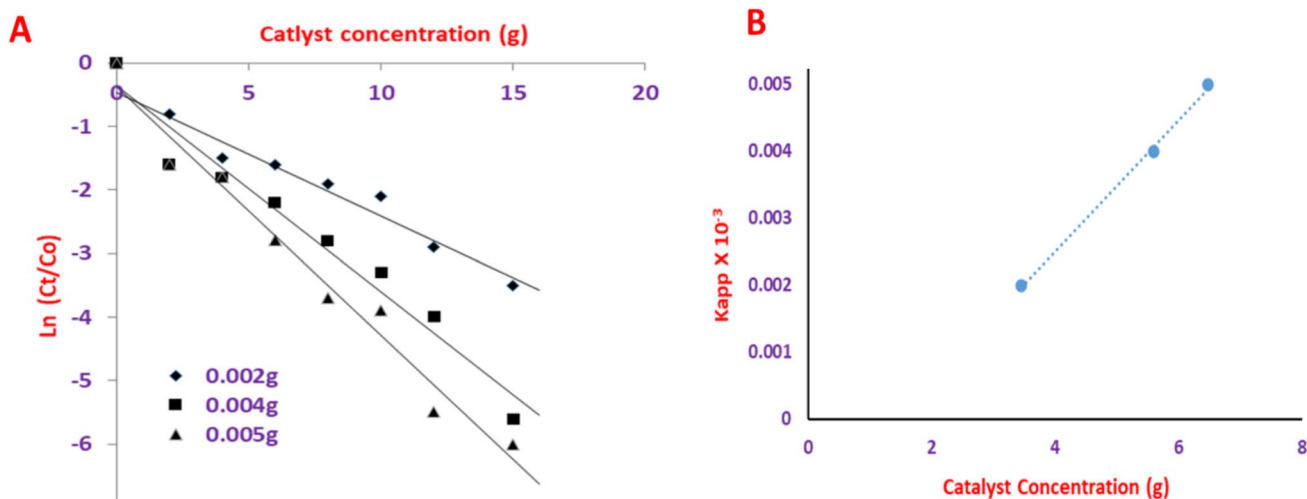 A
Catlyst concentration (g)
0
0 5 10 15 20
-1
-2
-3
-4
-5
-6
Ln (Ct/Co)
0.002g
0.004g
0.005g
B
0.005
0.004
0.003
0.002
0.001
0
Kapp X 10⁻³
0 2 4 6 8
Catalyst Concentration (g)